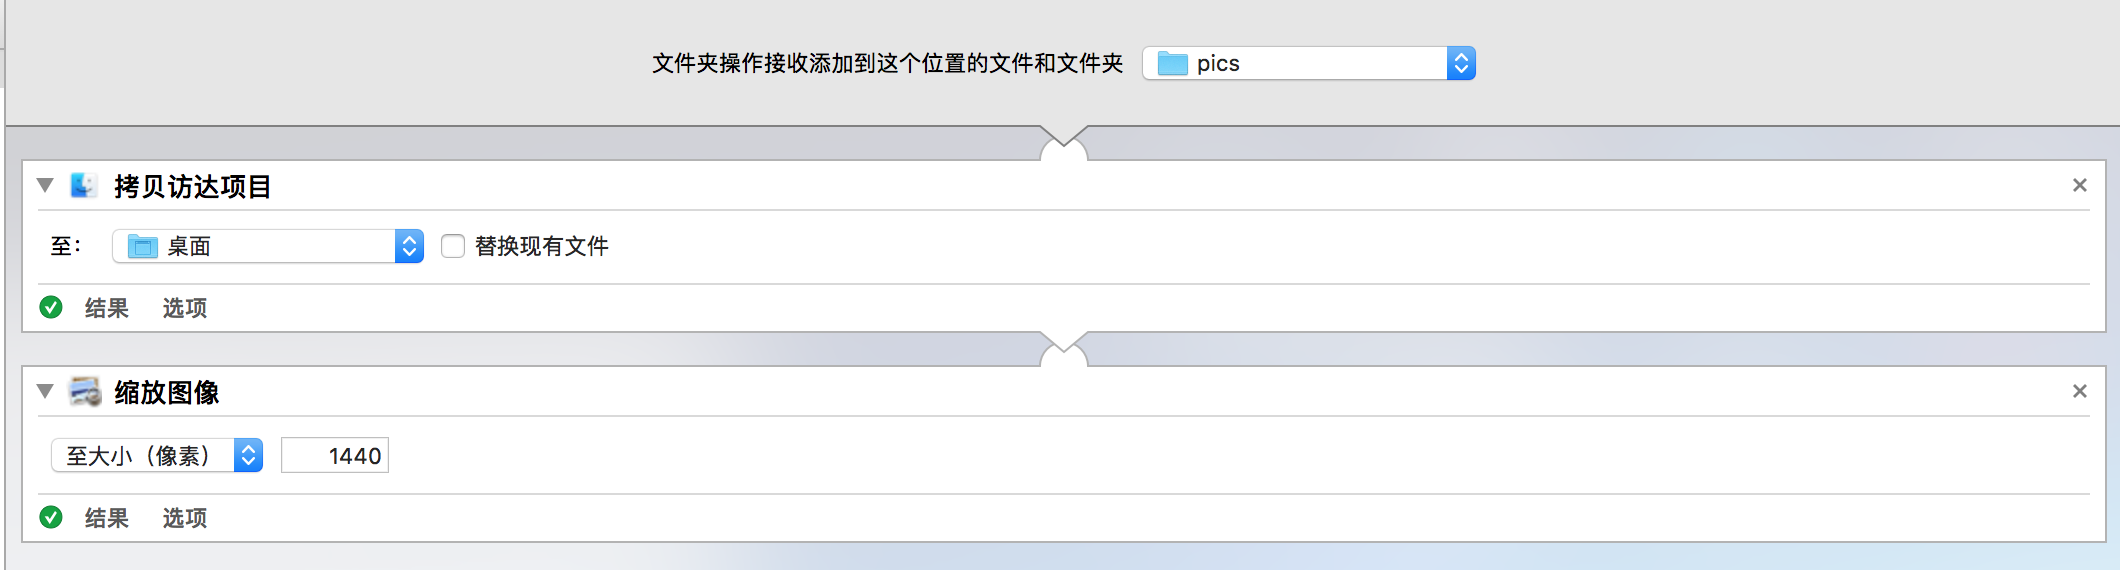 文件夹操作接收添加到这个位置的文件和文件夹 pics
拷贝访达项目
至： 桌面 替换现有文件
结果 选项
缩放图像
至大小（像素） 1440
结果 选项